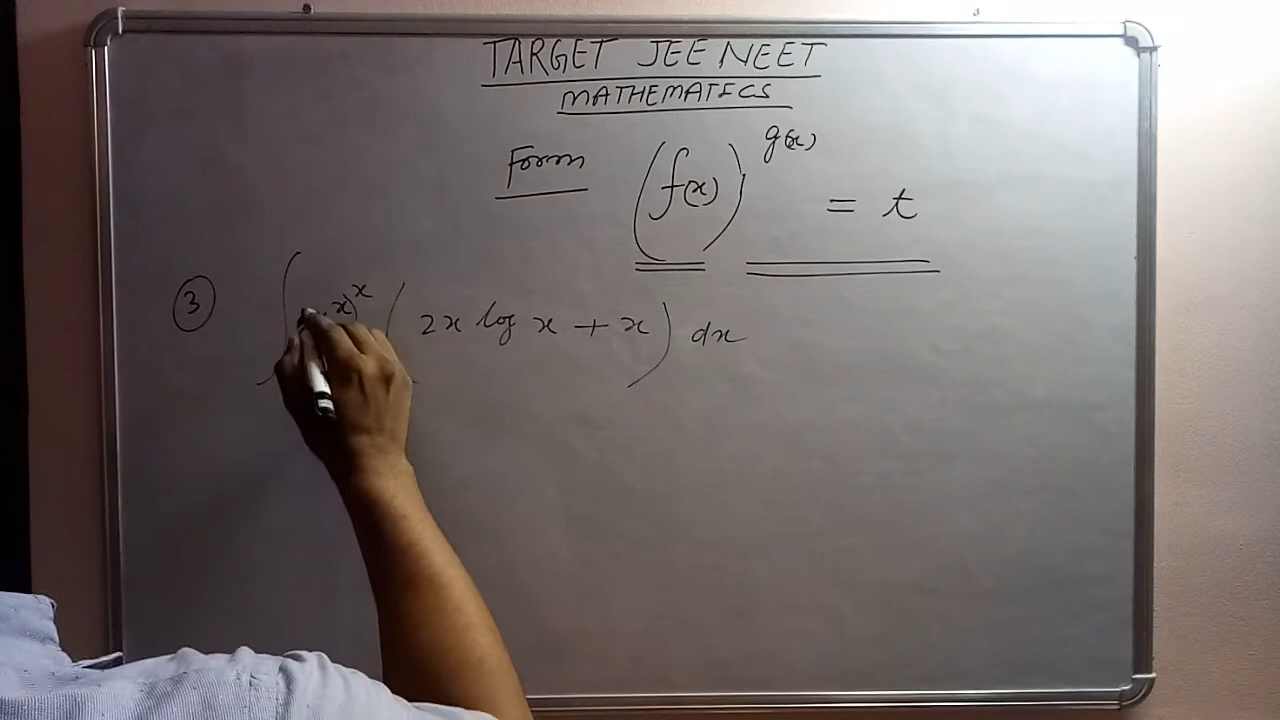 TARGET JEE NEET
MATHEMATICS
Form (f(x))^g(x) = t
③ ∫ x)^x (2x log x + x) dx